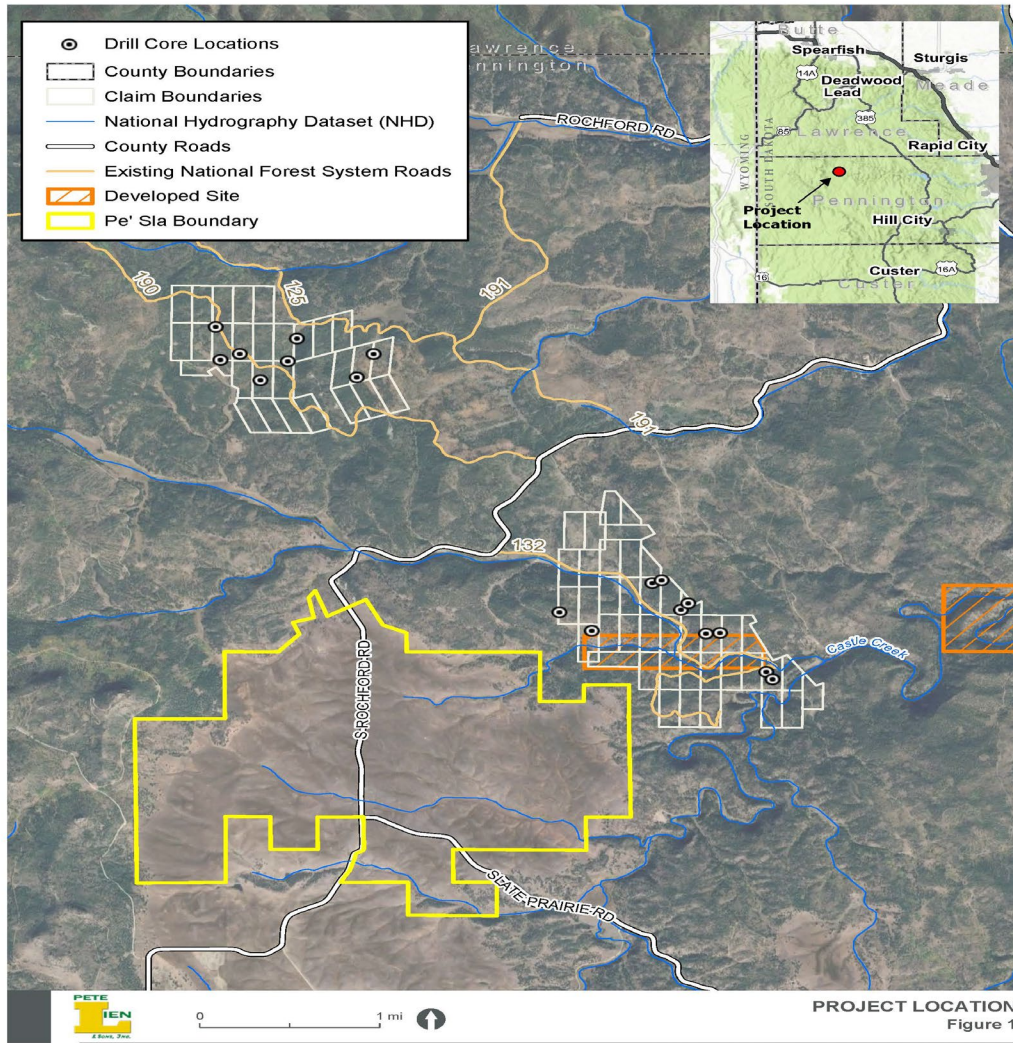 Drill Core Locations
County Boundaries
Claim Boundaries
National Hydrography Dataset (NHD)
County Roads
Existing National Forest System Roads
Developed Site
Pe' Sla Boundary
awrence
ennington
ROCHFORD RD
Butte
Spearfish
Sturgis
14A
Meade
Deadwood
Lead
385
85
Lawrence
Rapid City
WYOMING
SOUTH DAKOTA
Project
Location
Pennington
Hill City
Custer
16A
16
Custer
190
125
191
191
132
Castle Creek
S ROCHFORD RD
SLATE PRAIRIE RD
PETE
LIEN
& SONS, INC.
0
1 mi
PROJECT LOCATION
Figure 1